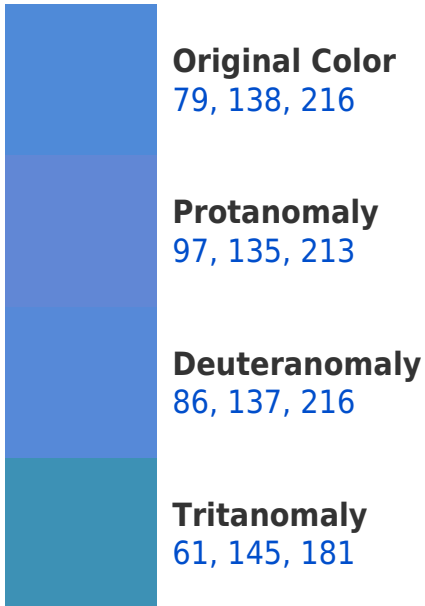 Original Color
79, 138, 216
Protanomaly
97, 135, 213
Deuteranomaly
86, 137, 216
Tritanomaly
61, 145, 181